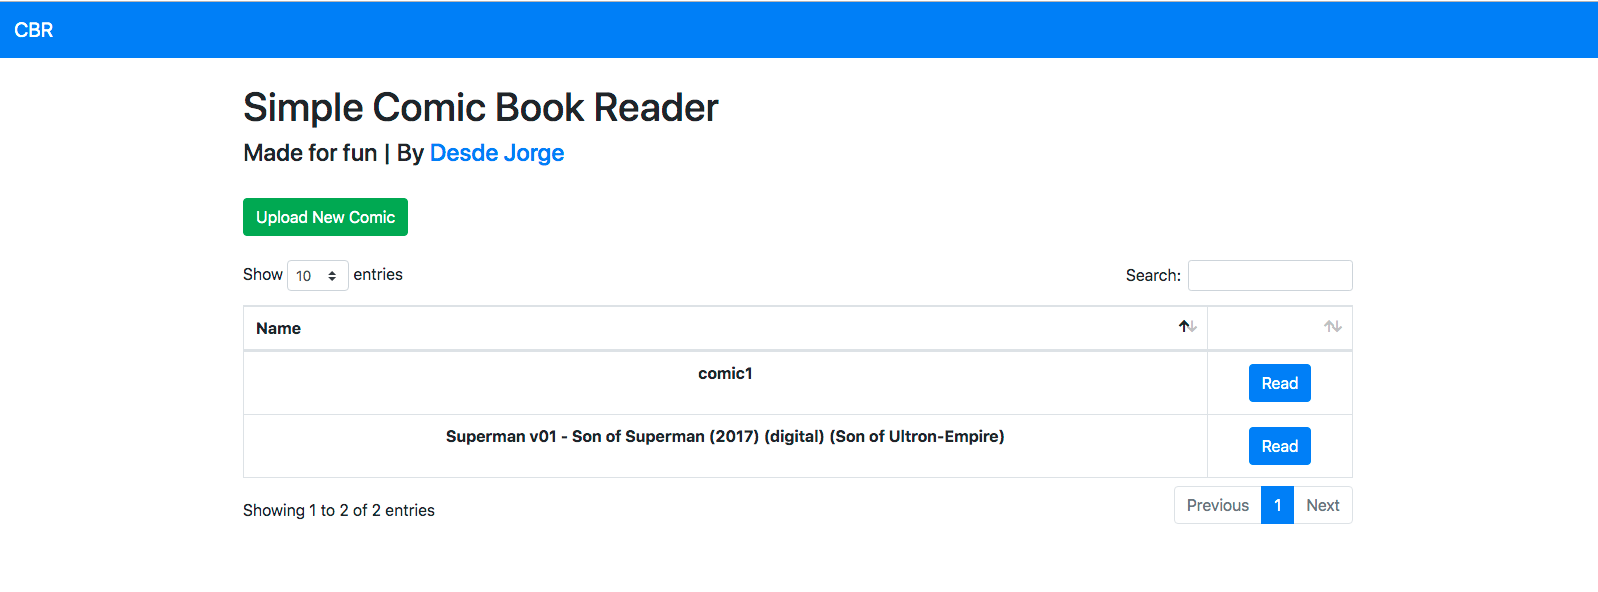 CBR
Simple Comic Book Reader
Made for fun | By Desde Jorge
Upload New Comic
Show 10 entries
Search:
Name
comic1
Read
Superman v01 - Son of Superman (2017) (digital) (Son of Ultron-Empire)
Read
Showing 1 to 2 of 2 entries
Previous 1 Next